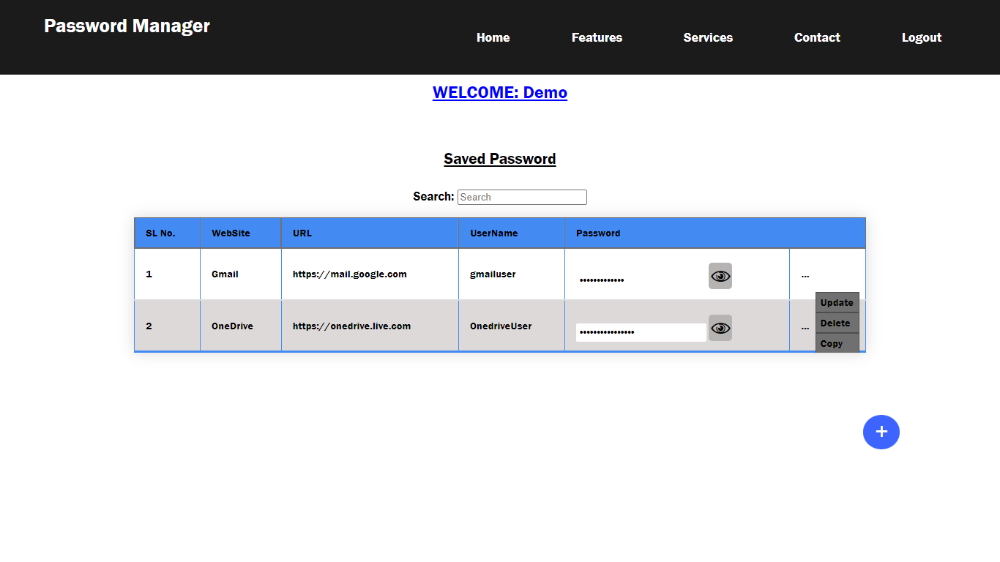 Password Manager
Home Features Services Contact Logout
WELCOME: Demo
Saved Password
Search: Search
SL No. WebSite URL UserName Password
1 Gmail https://mail.google.com gmailuser ••••••••••••• ...
2 OneDrive https://onedrive.live.com OnedriveUser •••••••••••••••• ...
Update
Delete
Copy
+